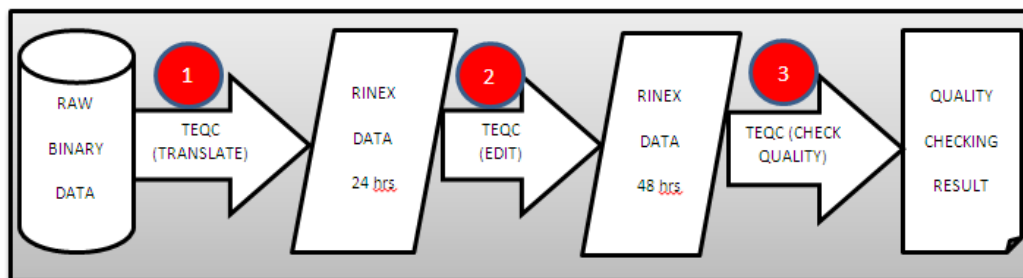 RAW
BINARY
DATA
1
TEQC
(TRANSLATE)
RINEX
DATA
24 hrs
2
TEQC
(EDIT)
RINEX
DATA
48 hrs
3
TEQC (CHECK
QUALITY)
QUALITY
CHECKING
RESULT